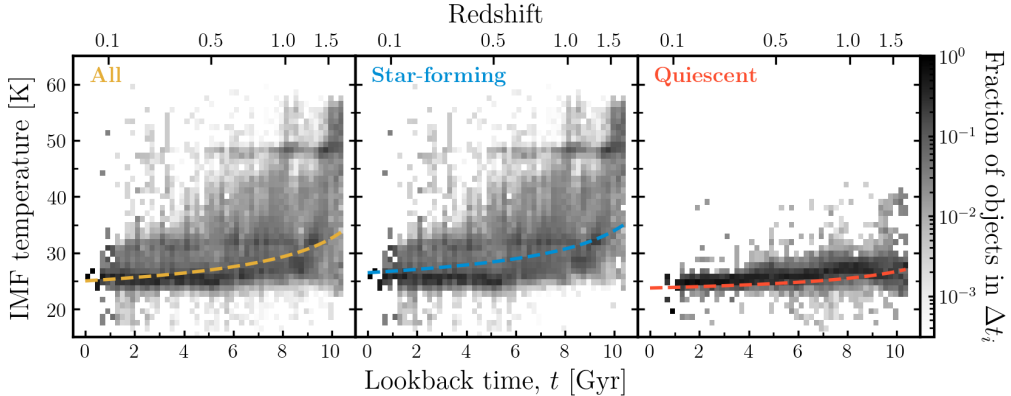 Redshift
0.1 0.5 1.0 1.5 0.1 0.5 1.0 1.5 0.1 0.5 1.0 1.5
All
Star-forming
Quiescent
IMF temperature [K]
60
50
40
30
20
0 2 4 6 8 10 0 2 4 6 8 10 0 2 4 6 8 10
Lookback time, t [Gyr]
10⁰
10⁻¹
10⁻²
10⁻³
Fraction of objects in Δtᵢ